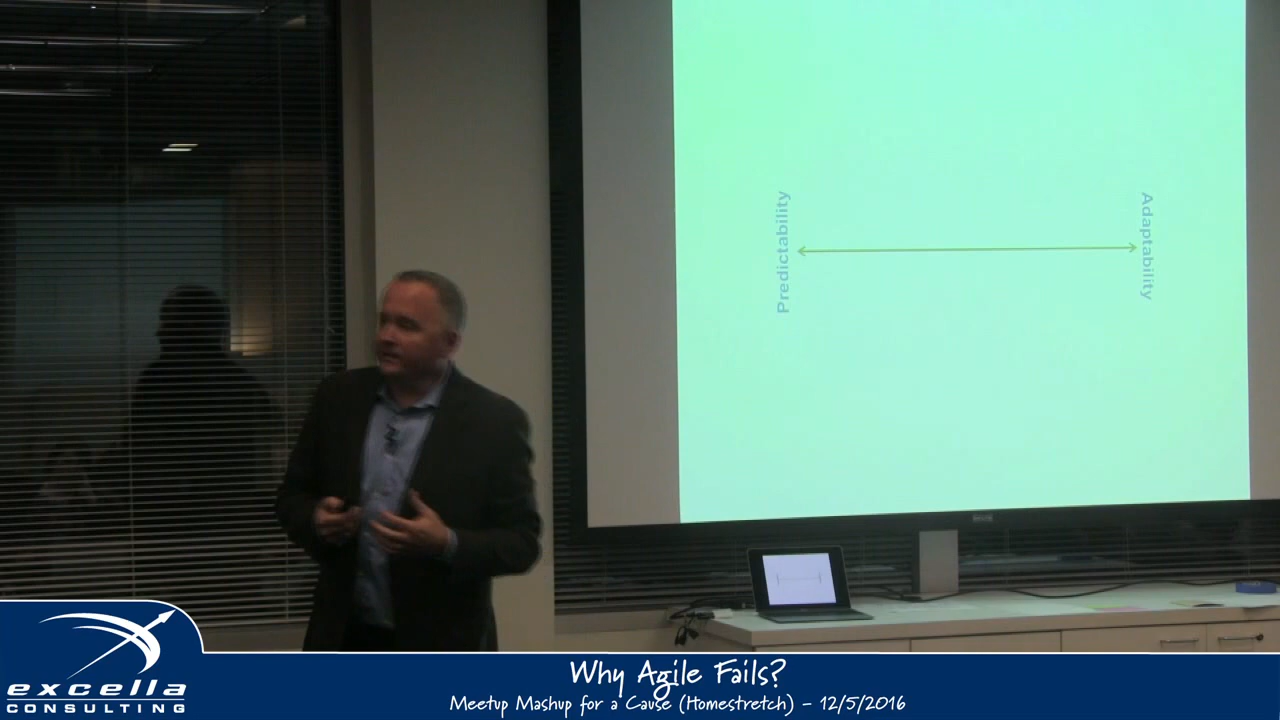 Predictability
Adaptability
excella
CONSULTING
Why Agile Fails?
Meetup Mashup for a Cause (Homestretch) - 12/5/2016